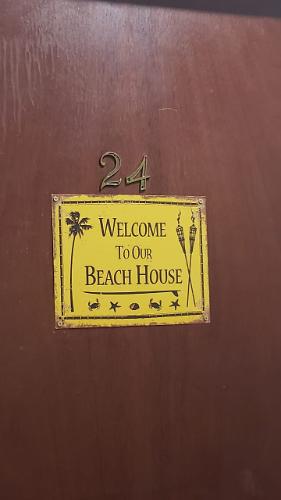 24
WELCOME
TO OUR
BEACH HOUSE